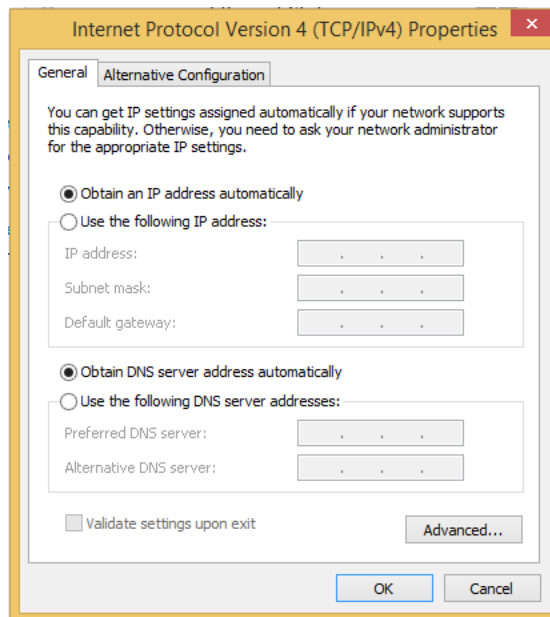 Internet Protocol Version 4 (TCP/IPv4) Properties
General
Alternative Configuration
You can get IP settings assigned automatically if your network supports
this capability. Otherwise, you need to ask your network administrator
for the appropriate IP settings.
Obtain an IP address automatically
Use the following IP address:
IP address:
Subnet mask:
Default gateway:
Obtain DNS server address automatically
Use the following DNS server addresses:
Preferred DNS server:
Alternative DNS server:
Validate settings upon exit
Advanced...
OK
Cancel